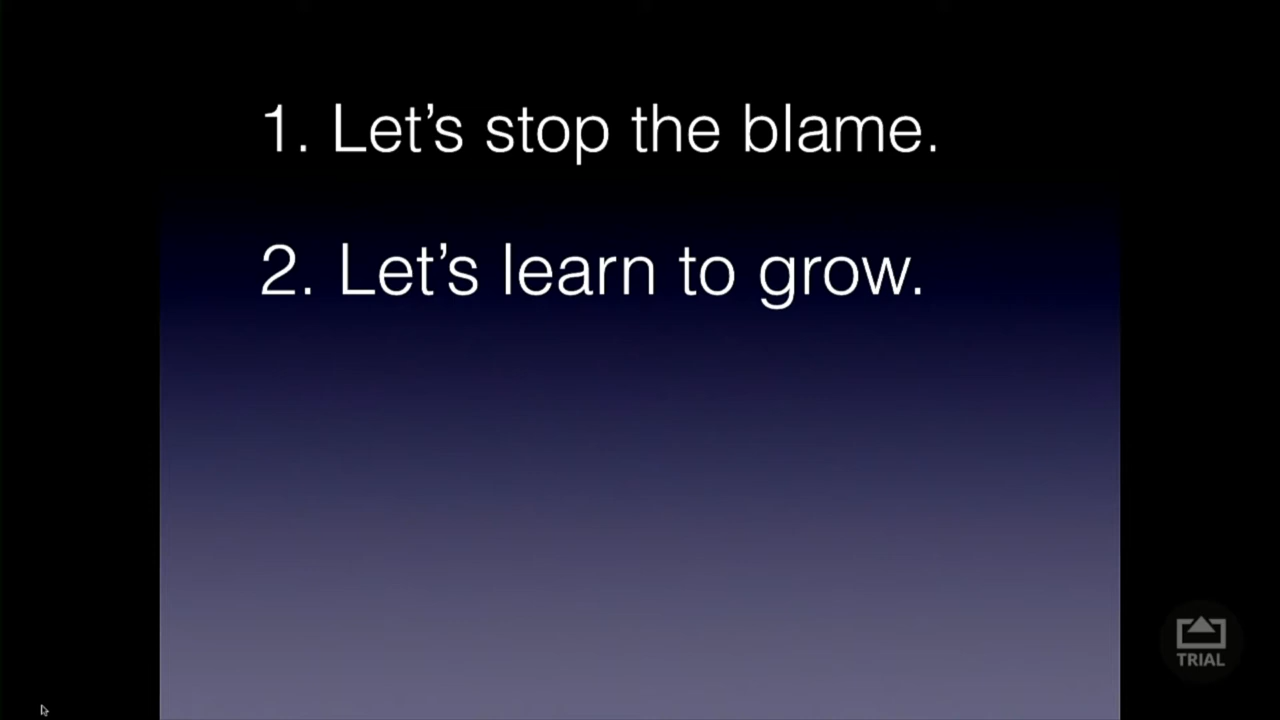 1. Let’s stop the blame.
2. Let’s learn to grow.
TRIAL